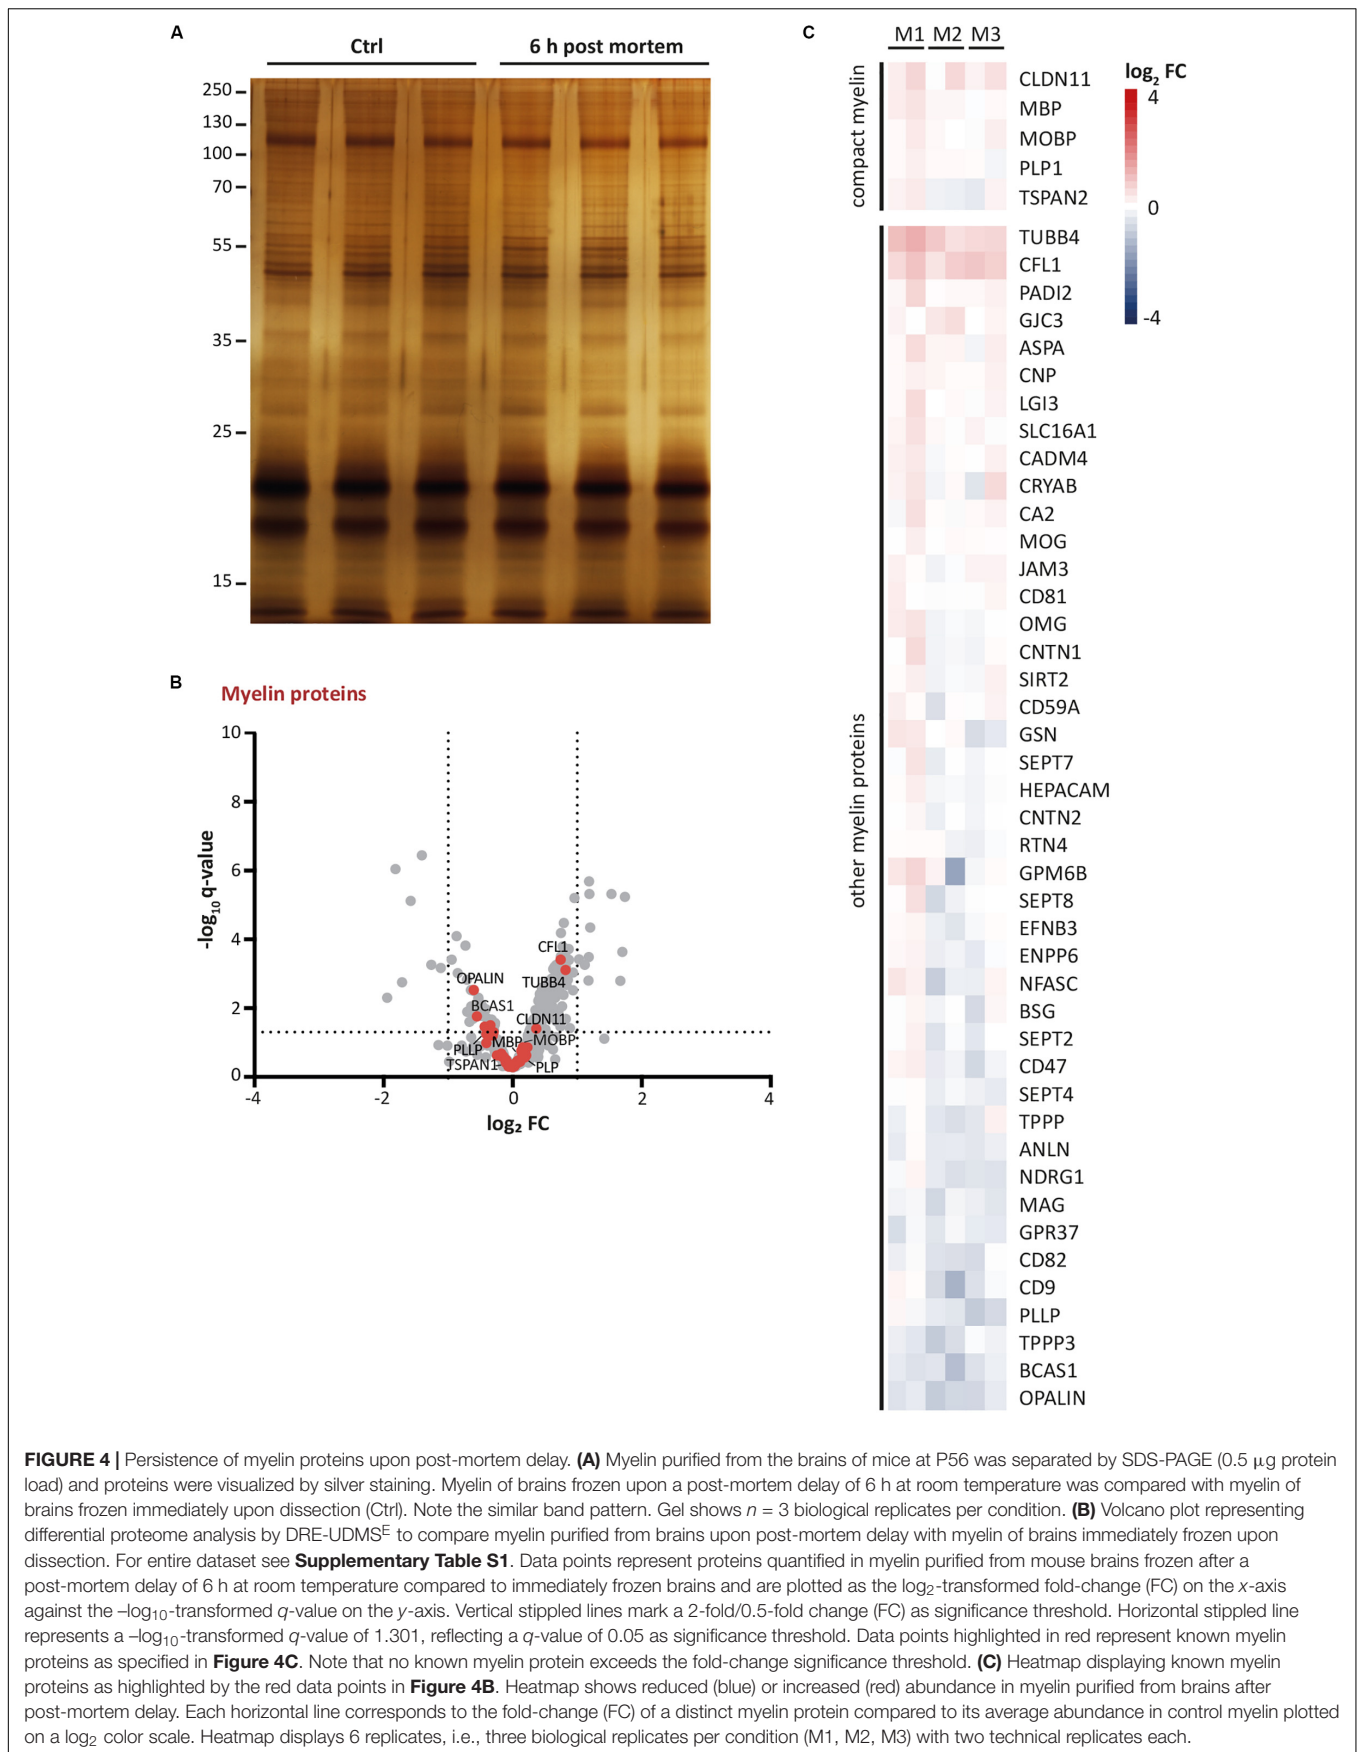 A
Ctrl
6 h post mortem
250
130
100
70
55
35
25
15
B
Myelin proteins
10
8
6
4
2
0
-log10 q-value
CFL1
OPALIN
TUBB4
BCAS1
CLDN11
MBP
MOBP
PLLP
TSPAN1
PLP
-4
-2
0
2
4
log2 FC
C
M1
M2
M3
compact myelin
CLDN11
MBP
MOBP
PLP1
TSPAN2
log2 FC
4
0
-4
other myelin proteins
TUBB4
CFL1
PADI2
GJC3
ASPA
CNP
LGI3
SLC16A1
CADM4
CRYAB
CA2
MOG
JAM3
CD81
OMG
CNTN1
SIRT2
CD59A
GSN
SEPT7
HEPACAM
CNTN2
RTN4
GPM6B
SEPT8
EFNB3
ENPP6
NFASC
BSG
SEPT2
CD47
SEPT4
TPPP
ANLN
NDRG1
MAG
GPR37
CD82
CD9
PLLP
TPPP3
BCAS1
OPALIN
FIGURE 4 | Persistence of myelin proteins upon post-mortem delay. (A) Myelin purified from the brains of mice at P56 was separated by SDS-PAGE (0.5 μg protein
load) and proteins were visualized by silver staining. Myelin of brains frozen upon a post-mortem delay of 6 h at room temperature was compared with myelin of
brains frozen immediately upon dissection (Ctrl). Note the similar band pattern. Gel shows n = 3 biological replicates per condition. (B) Volcano plot representing
differential proteome analysis by DRE-UDMSE to compare myelin purified from brains upon post-mortem delay with myelin of brains immediately frozen upon
dissection. For entire dataset see Supplementary Table S1. Data points represent proteins quantified in myelin purified from mouse brains frozen after a
post-mortem delay of 6 h at room temperature compared to immediately frozen brains and are plotted as the log2-transformed fold-change (FC) on the x-axis
against the –log10-transformed q-value on the y-axis. Vertical stippled lines mark a 2-fold/0.5-fold change (FC) as significance threshold. Horizontal stippled line
represents a –log10-transformed q-value of 1.301, reflecting a q-value of 0.05 as significance threshold. Data points highlighted in red represent known myelin
proteins as specified in Figure 4C. Note that no known myelin protein exceeds the fold-change significance threshold. (C) Heatmap displaying known myelin
proteins as highlighted by the red data points in Figure 4B. Heatmap shows reduced (blue) or increased (red) abundance in myelin purified from brains after
post-mortem delay. Each horizontal line corresponds to the fold-change (FC) of a distinct myelin protein compared to its average abundance in control myelin plotted
on a log2 color scale. Heatmap displays 6 replicates, i.e., three biological replicates per condition (M1, M2, M3) with two technical replicates each.